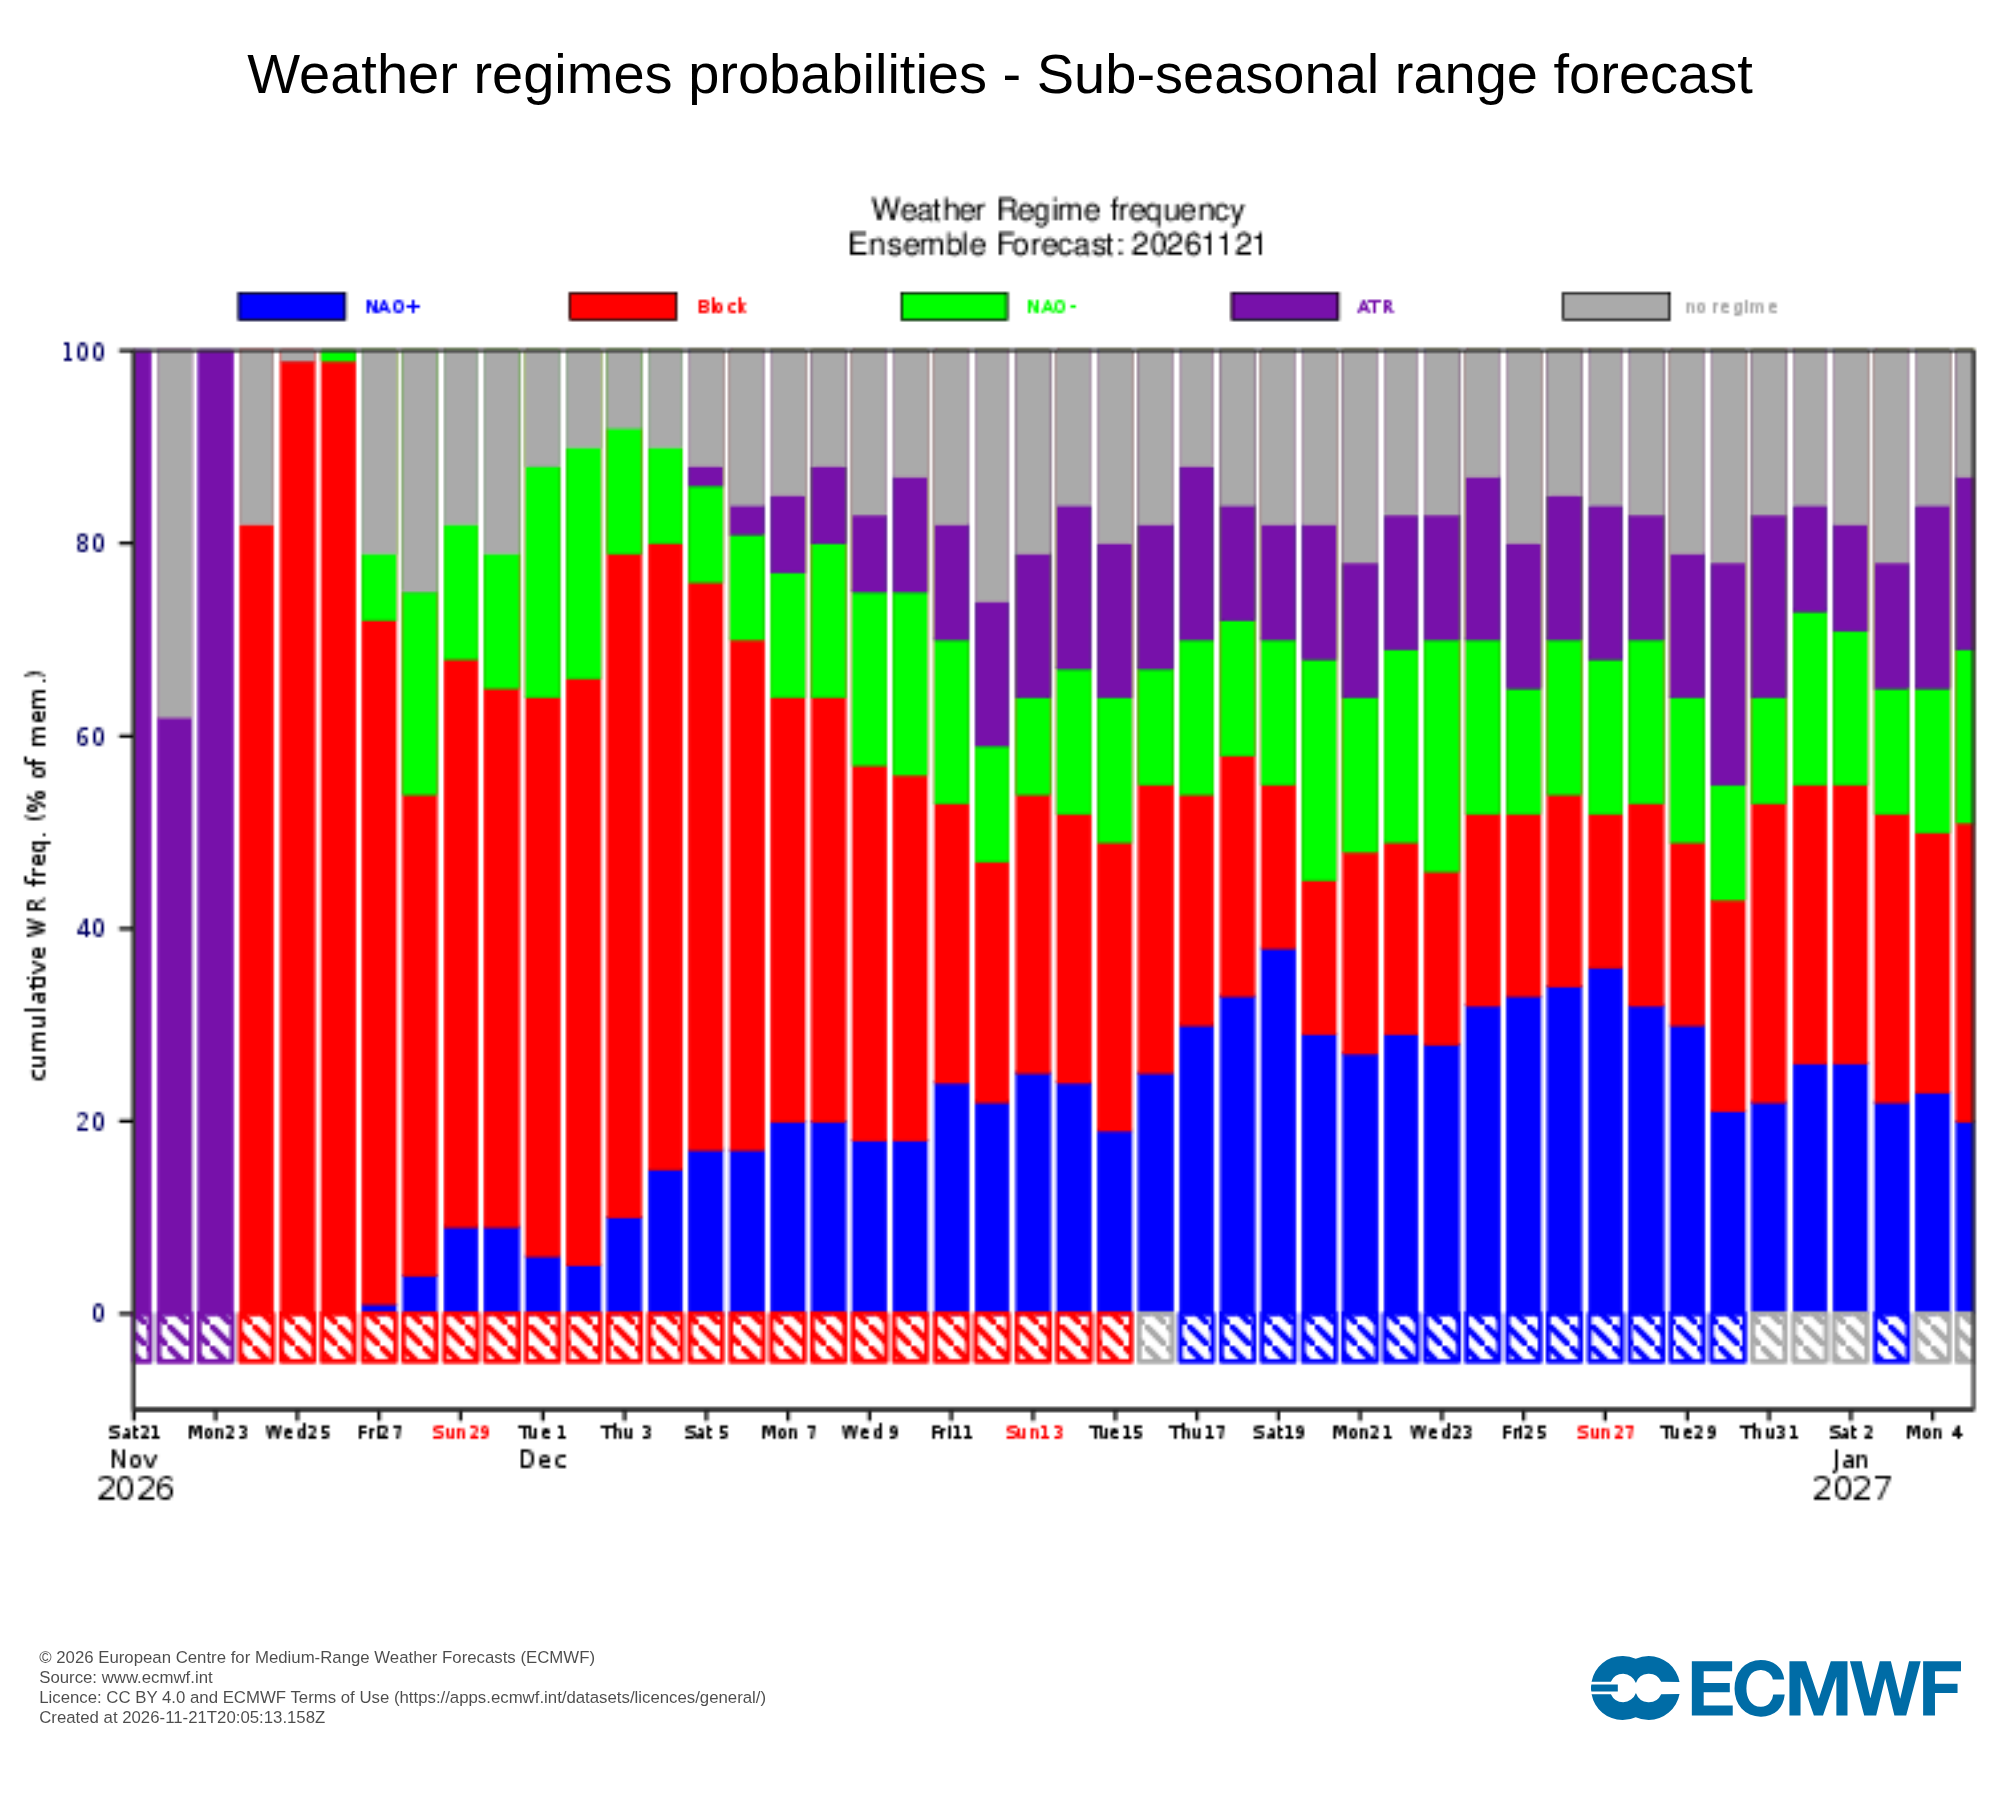 Weather regimes probabilities - Sub-seasonal range forecast
Weather Regime frequency
Ensemble Forecast: 20261121
NAO+ Block NAO- ATR no regime
100
80
60
40
20
0
cumulative WR freq. (% of mem.)
Sat21 Mon23 Wed25 Fri27 Sun29 Tue 1 Thu 3 Sat 5 Mon 7 Wed 9 Fri11 Sun13 Tue15 Thu17 Sat19 Mon21 Wed23 Fri25 Sun27 Tue29 Thu31 Sat 2 Mon 4
Nov Dec Jan
2026 2027
© 2026 European Centre for Medium-Range Weather Forecasts (ECMWF)
Source: www.ecmwf.int
Licence: CC BY 4.0 and ECMWF Terms of Use (https://apps.ecmwf.int/datasets/licences/general/)
Created at 2026-11-21T20:05:13.158Z
ECMWF